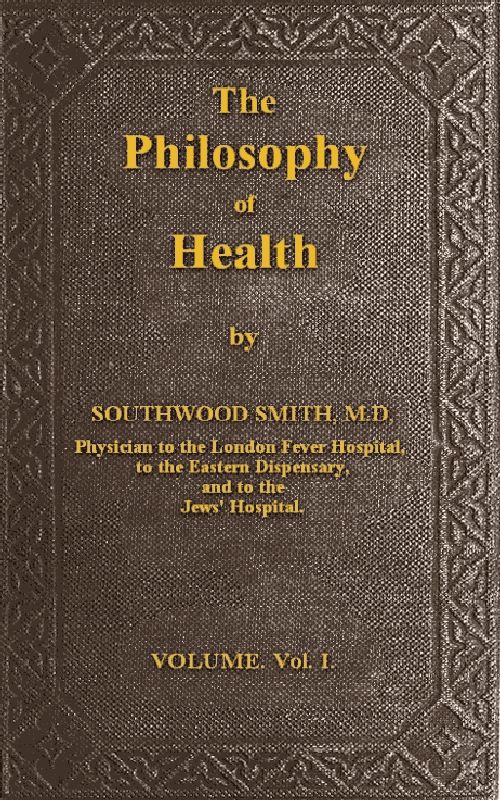 The
Philosophy
of
Health
by
SOUTHWOOD SMITH, M.D.
Physician to the London Fever Hospital,
to the Eastern Dispensary,
and to the
Jews' Hospital.
VOLUME. Vol. I.